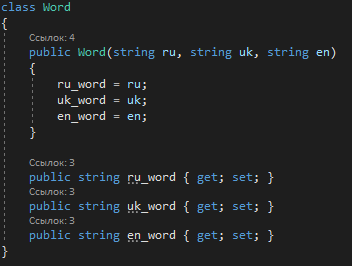 class Word
{
Ссылок: 4
public Word(string ru, string uk, string en)
{
ru_word = ru;
uk_word = uk;
en_word = en;
}
Ссылок: 3
public string ru_word { get; set; }
Ссылок: 3
public string uk_word { get; set; }
Ссылок: 3
public string en_word { get; set; }
}